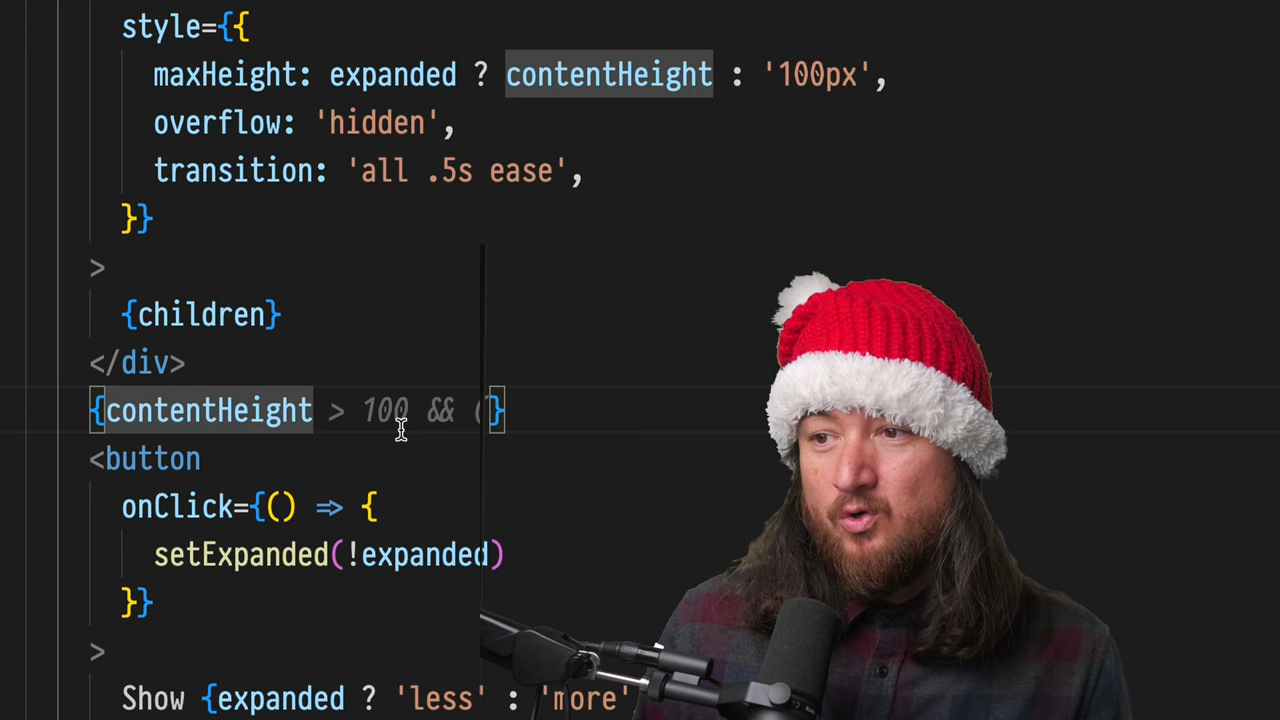 style={{
maxHeight: expanded ? contentHeight : '100px',
overflow: 'hidden',
transition: 'all .5s ease',
}}
>
{children}
</div>
{contentHeight > 100 && (}
<button
onClick={() => {
setExpanded(!expanded)
}}
>
Show {expanded ? 'less' : 'more'